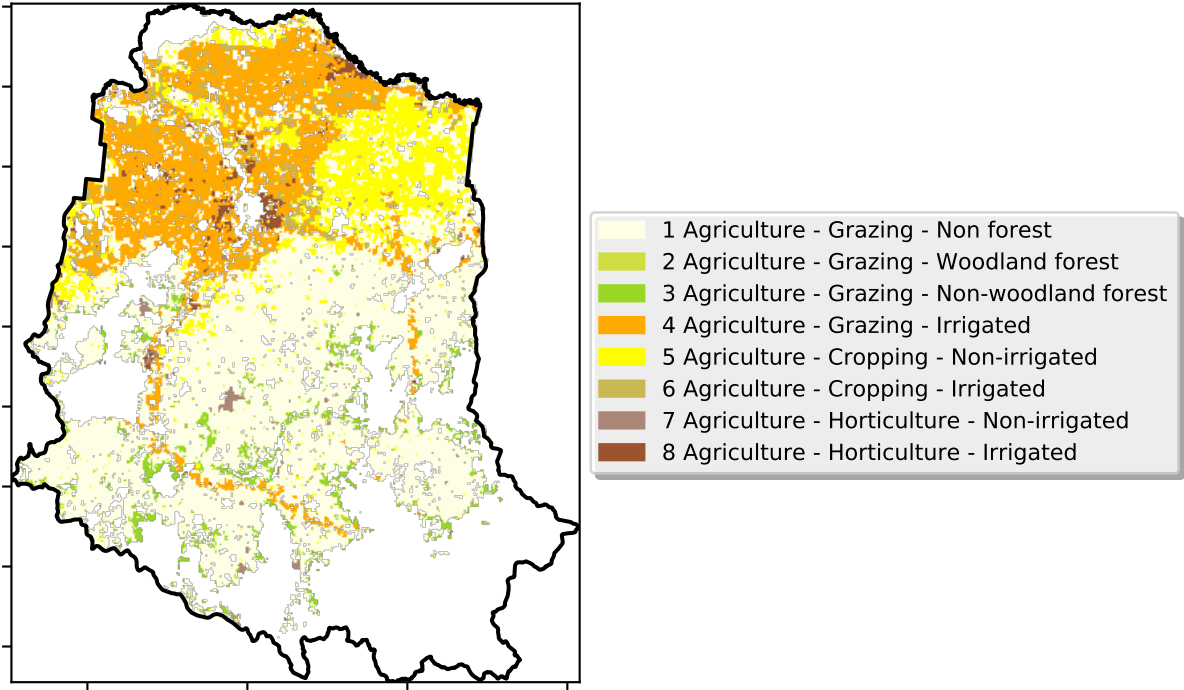 1 Agriculture - Grazing - Non forest
2 Agriculture - Grazing - Woodland forest
3 Agriculture - Grazing - Non-woodland forest
4 Agriculture - Grazing - Irrigated
5 Agriculture - Cropping - Non-irrigated
6 Agriculture - Cropping - Irrigated
7 Agriculture - Horticulture - Non-irrigated
8 Agriculture - Horticulture - Irrigated